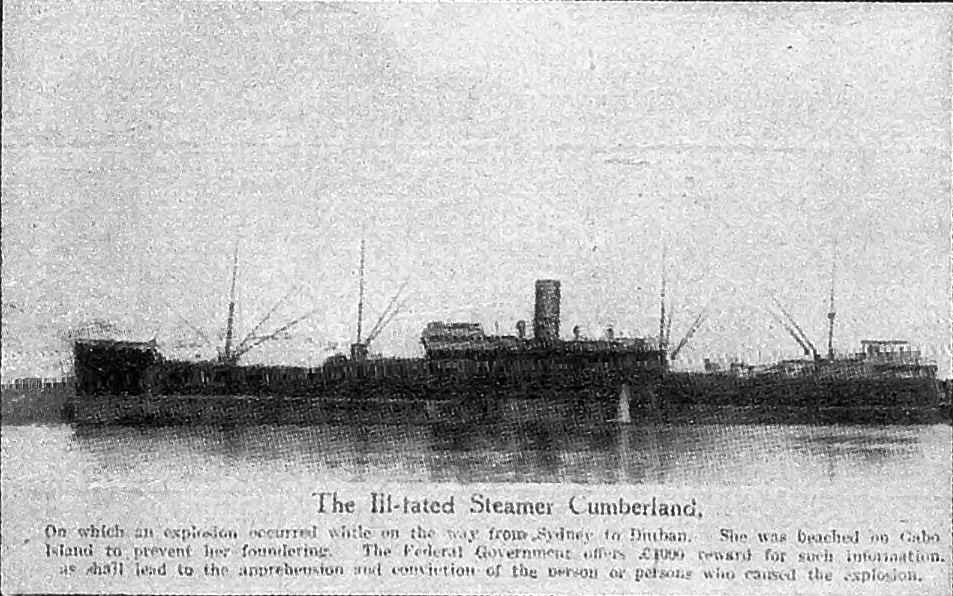 The Ill-fated Steamer Cumberland,
On which an explosion occurred while on the way from Sydney to Durban. She was beached on Gabo
Island to prevent her foundering. The Federal Government offers £1000 reward for such information,
as shall lead to the apprehension and conviction of the person or persons who caused the explosion.